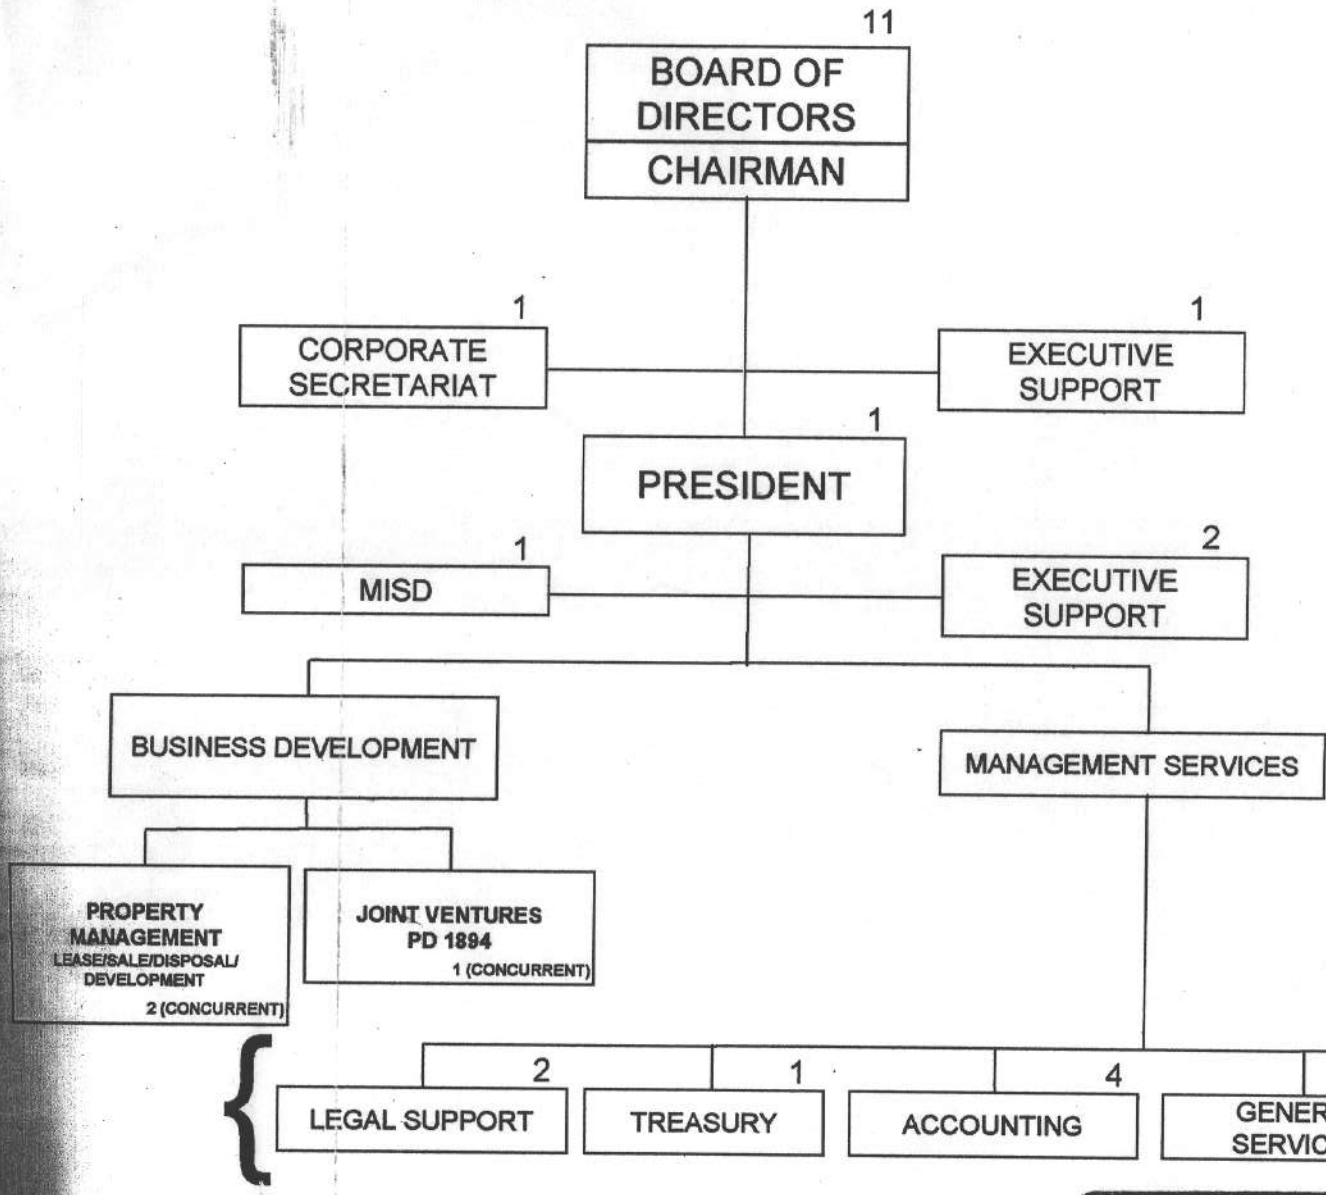 11
BOARD OF
DIRECTORS
CHAIRMAN
1
CORPORATE
SECRETARIAT
1
EXECUTIVE
SUPPORT
1
PRESIDENT
1
MISD
2
EXECUTIVE
SUPPORT
BUSINESS DEVELOPMENT
MANAGEMENT SERVICES
PROPERTY
MANAGEMENT
LEASE/SALE/DISPOSAL/
DEVELOPMENT
2 (CONCURRENT)
JOINT VENTURES
PD 1894
1 (CONCURRENT)
{
2
LEGAL SUPPORT
1
TREASURY
4
ACCOUNTING
GENER
SERVIC